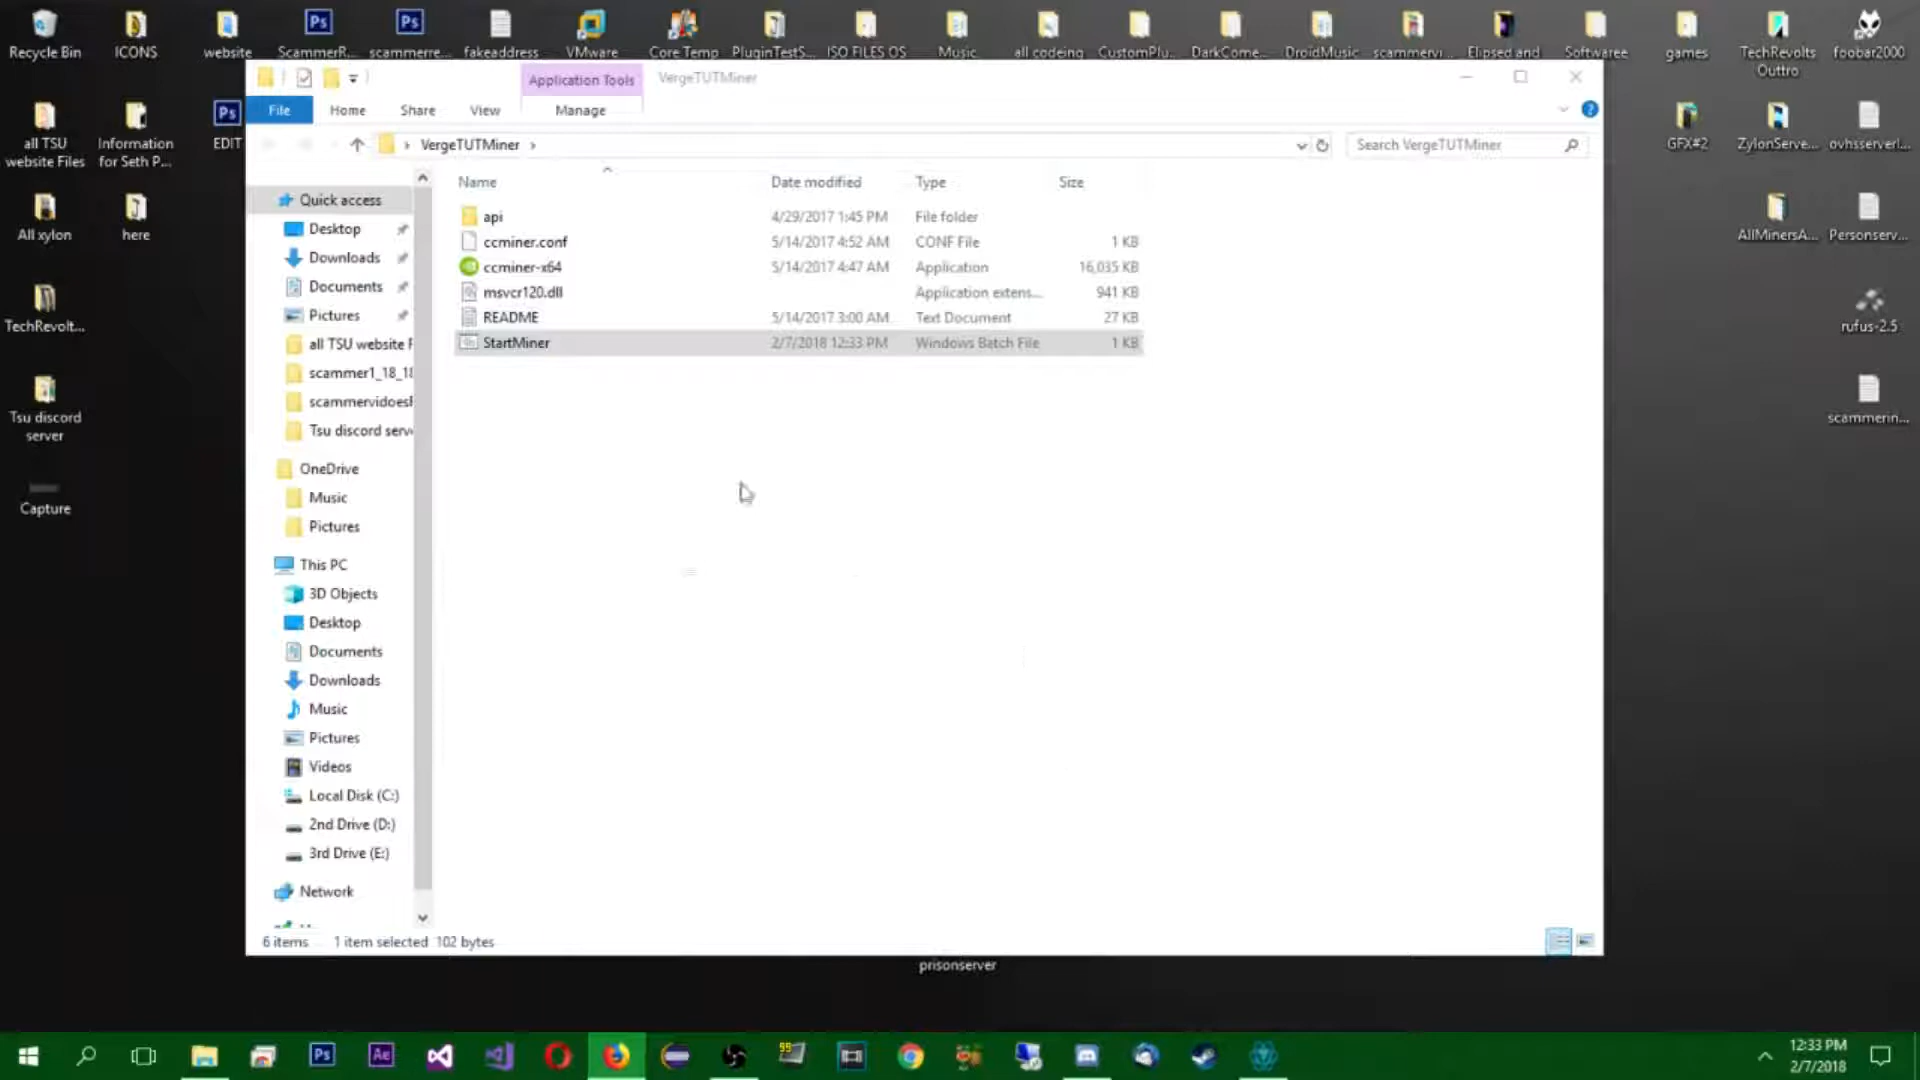 Recycle Bin
ICONS
website
ScammerR...
scammerre...
fakeaddress
VMware
Core Temp
PluginTestS...
ISO FILES OS
Music
all codeing
CustomPlu...
DarkCome...
DroidMusic
scammervi...
Elipsed and
Softwaree
games
TechRevolts
Outtro
foobar2000
Application Tools
VergeTUTMiner
File
Home
Share
View
Manage
all TSU
website Files
Information
for Seth P...
EDIT
GFX#2
ZylonServe...
ovhsserverl...
VergeTUTMiner
Search VergeTUTMiner
Name
Date modified
Type
Size
api
4/29/2017 1:45 PM
File folder
ccminer.conf
5/14/2017 4:52 AM
CONF File
1 KB
ccminer-x64
5/14/2017 4:47 AM
Application
16,035 KB
msvcr120.dll
Application extens...
941 KB
README
5/14/2017 3:00 AM
Text Document
27 KB
StartMiner
2/7/2018 12:33 PM
Windows Batch File
1 KB
Quick access
Desktop
Downloads
Documents
Pictures
all TSU website F
scammer1_18_18
scammervidoesF
Tsu discord serve
OneDrive
Music
Pictures
This PC
3D Objects
Desktop
Documents
Downloads
Music
Pictures
Videos
Local Disk (C:)
2nd Drive (D:)
3rd Drive (E:)
Network
All xylon
here
AllMinersA...
Personserv...
TechRevolt...
rufus-2.5
Tsu discord
server
scammerin...
Capture
6 items
1 item selected 102 bytes
prisonserver
Ps
Ae
99
12:33 PM
2/7/2018